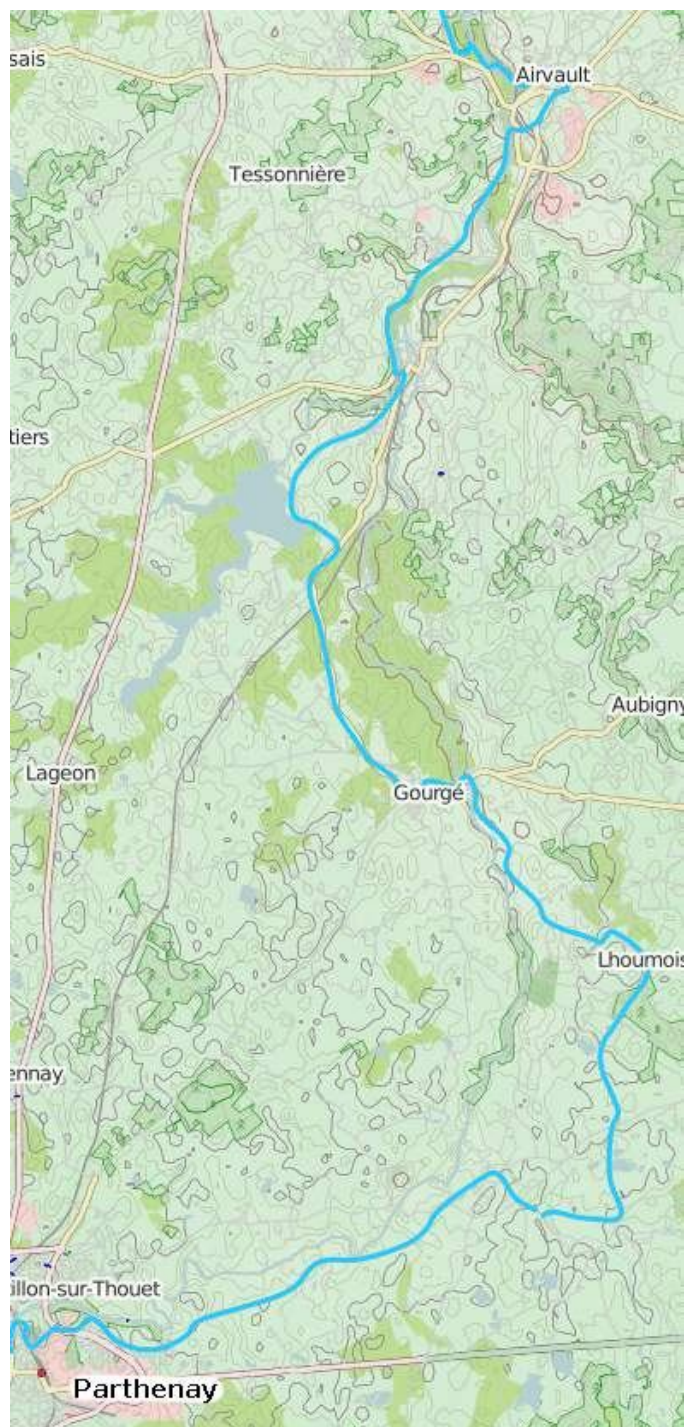 sais
Airvault
Tessonnière
tiers
Aubigny
Lageon
Gourgé
Lhoumois
ennay
illon-sur-Thouet
Parthenay